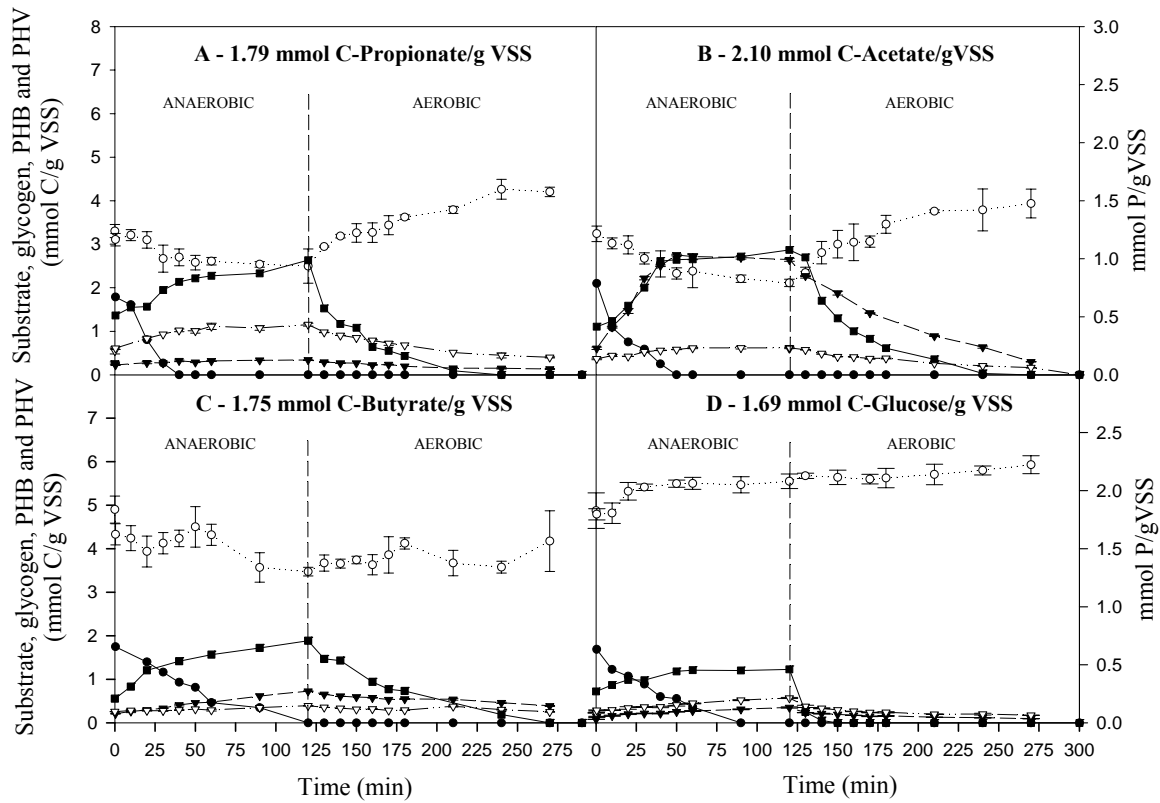 Substrate, glycogen, PHB and PHV
(mmol C/g VSS)
8
7
6
5
4
3
2
1
0
A - 1.79 mmol C-Propionate/g VSS
ANAEROBIC
AEROBIC
B - 2.10 mmol C-Acetate/gVSS
ANAEROBIC
AEROBIC
3.0
2.5
2.0
1.5
1.0
0.5
0.0
mmol P/gVSS
Substrate, glycogen, PHB and PHV
(mmol C/g VSS)
7
6
5
4
3
2
1
0
C - 1.75 mmol C-Butyrate/g VSS
ANAEROBIC
AEROBIC
D - 1.69 mmol C-Glucose/g VSS
ANAEROBIC
AEROBIC
2.5
2.0
1.5
1.0
0.5
0.0
mmol P/gVSS
0 25 50 75 100 125 150 175 200 225 250 275
0 25 50 75 100 125 150 175 200 225 250 275 300
Time (min)
Time (min)